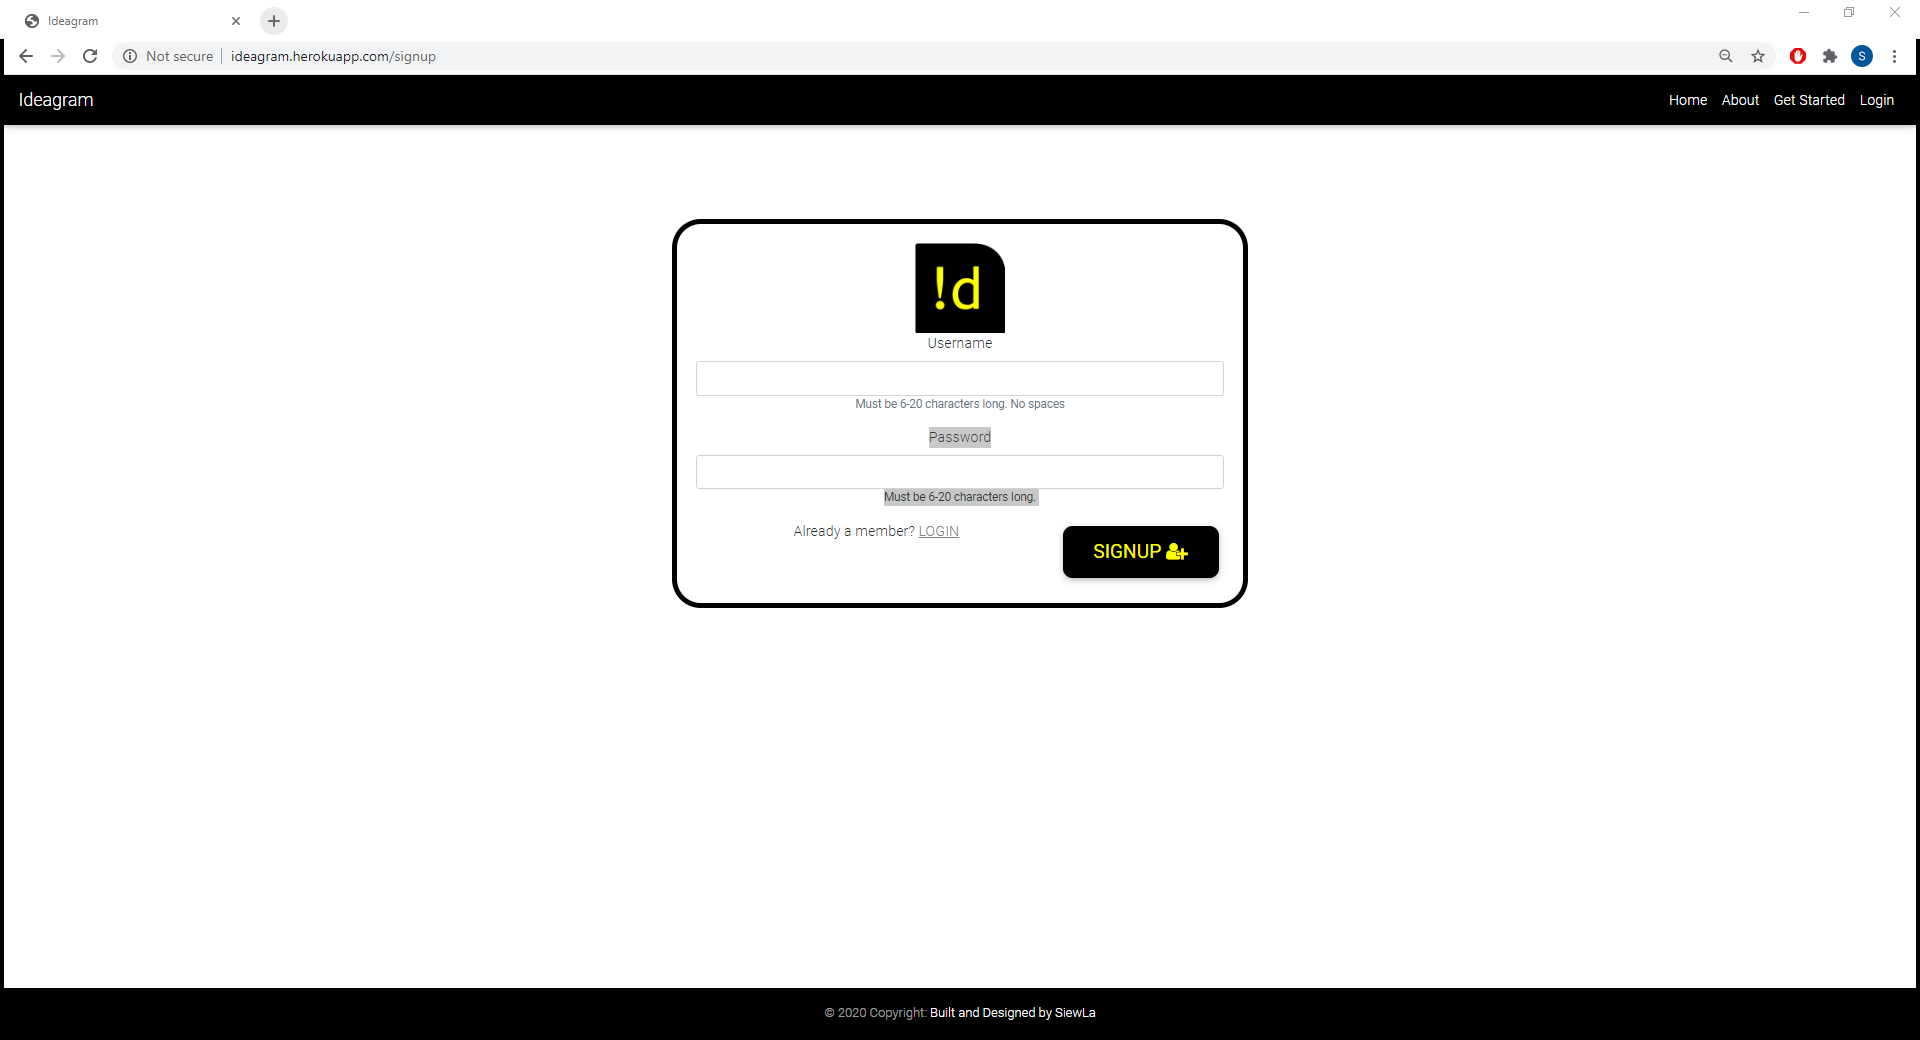 Ideagram
Not secure | ideagram.herokuapp.com/signup
S
Ideagram
Home About Get Started Login
!d
Username
Must be 6-20 characters long. No spaces
Password
Must be 6-20 characters long.
Already a member? LOGIN
SIGNUP
© 2020 Copyright: Built and Designed by SiewLa